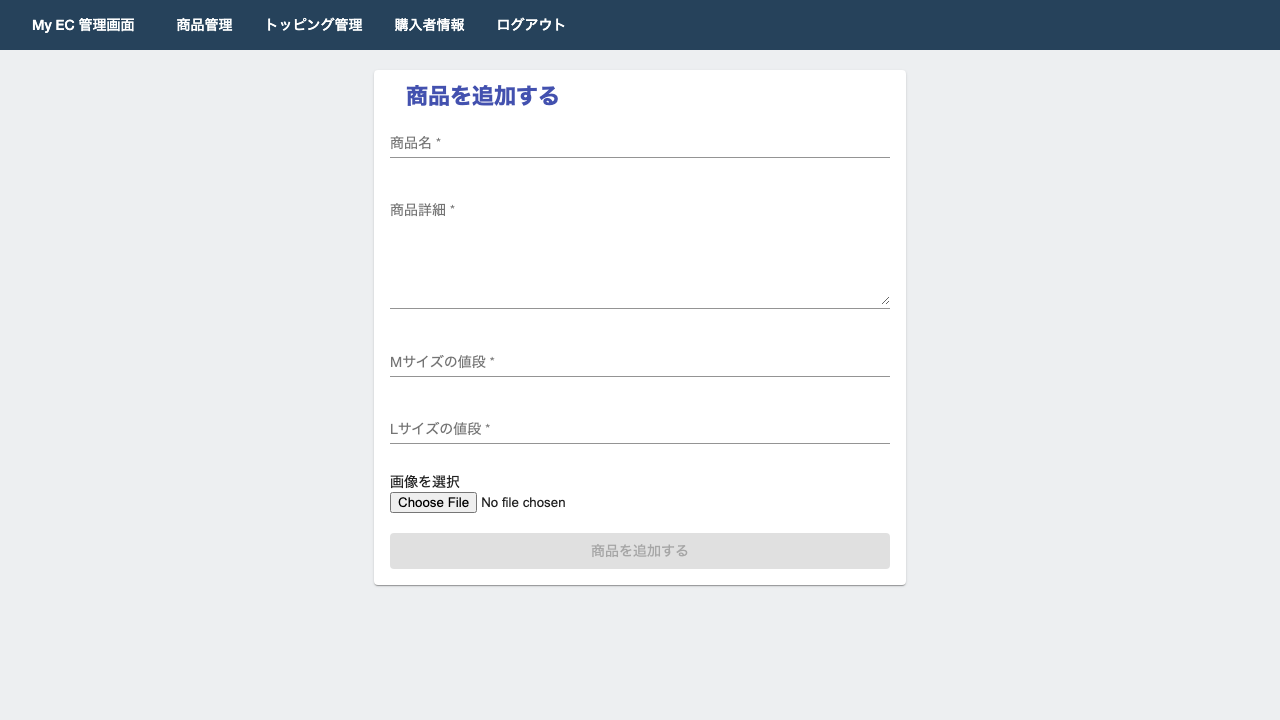 My EC 管理画面 商品管理 トッピング管理 購入者情報 ログアウト
商品を追加する
商品名 *
商品詳細 *
Mサイズの値段 *
Lサイズの値段 *
画像を選択
Choose File No file chosen
商品を追加する